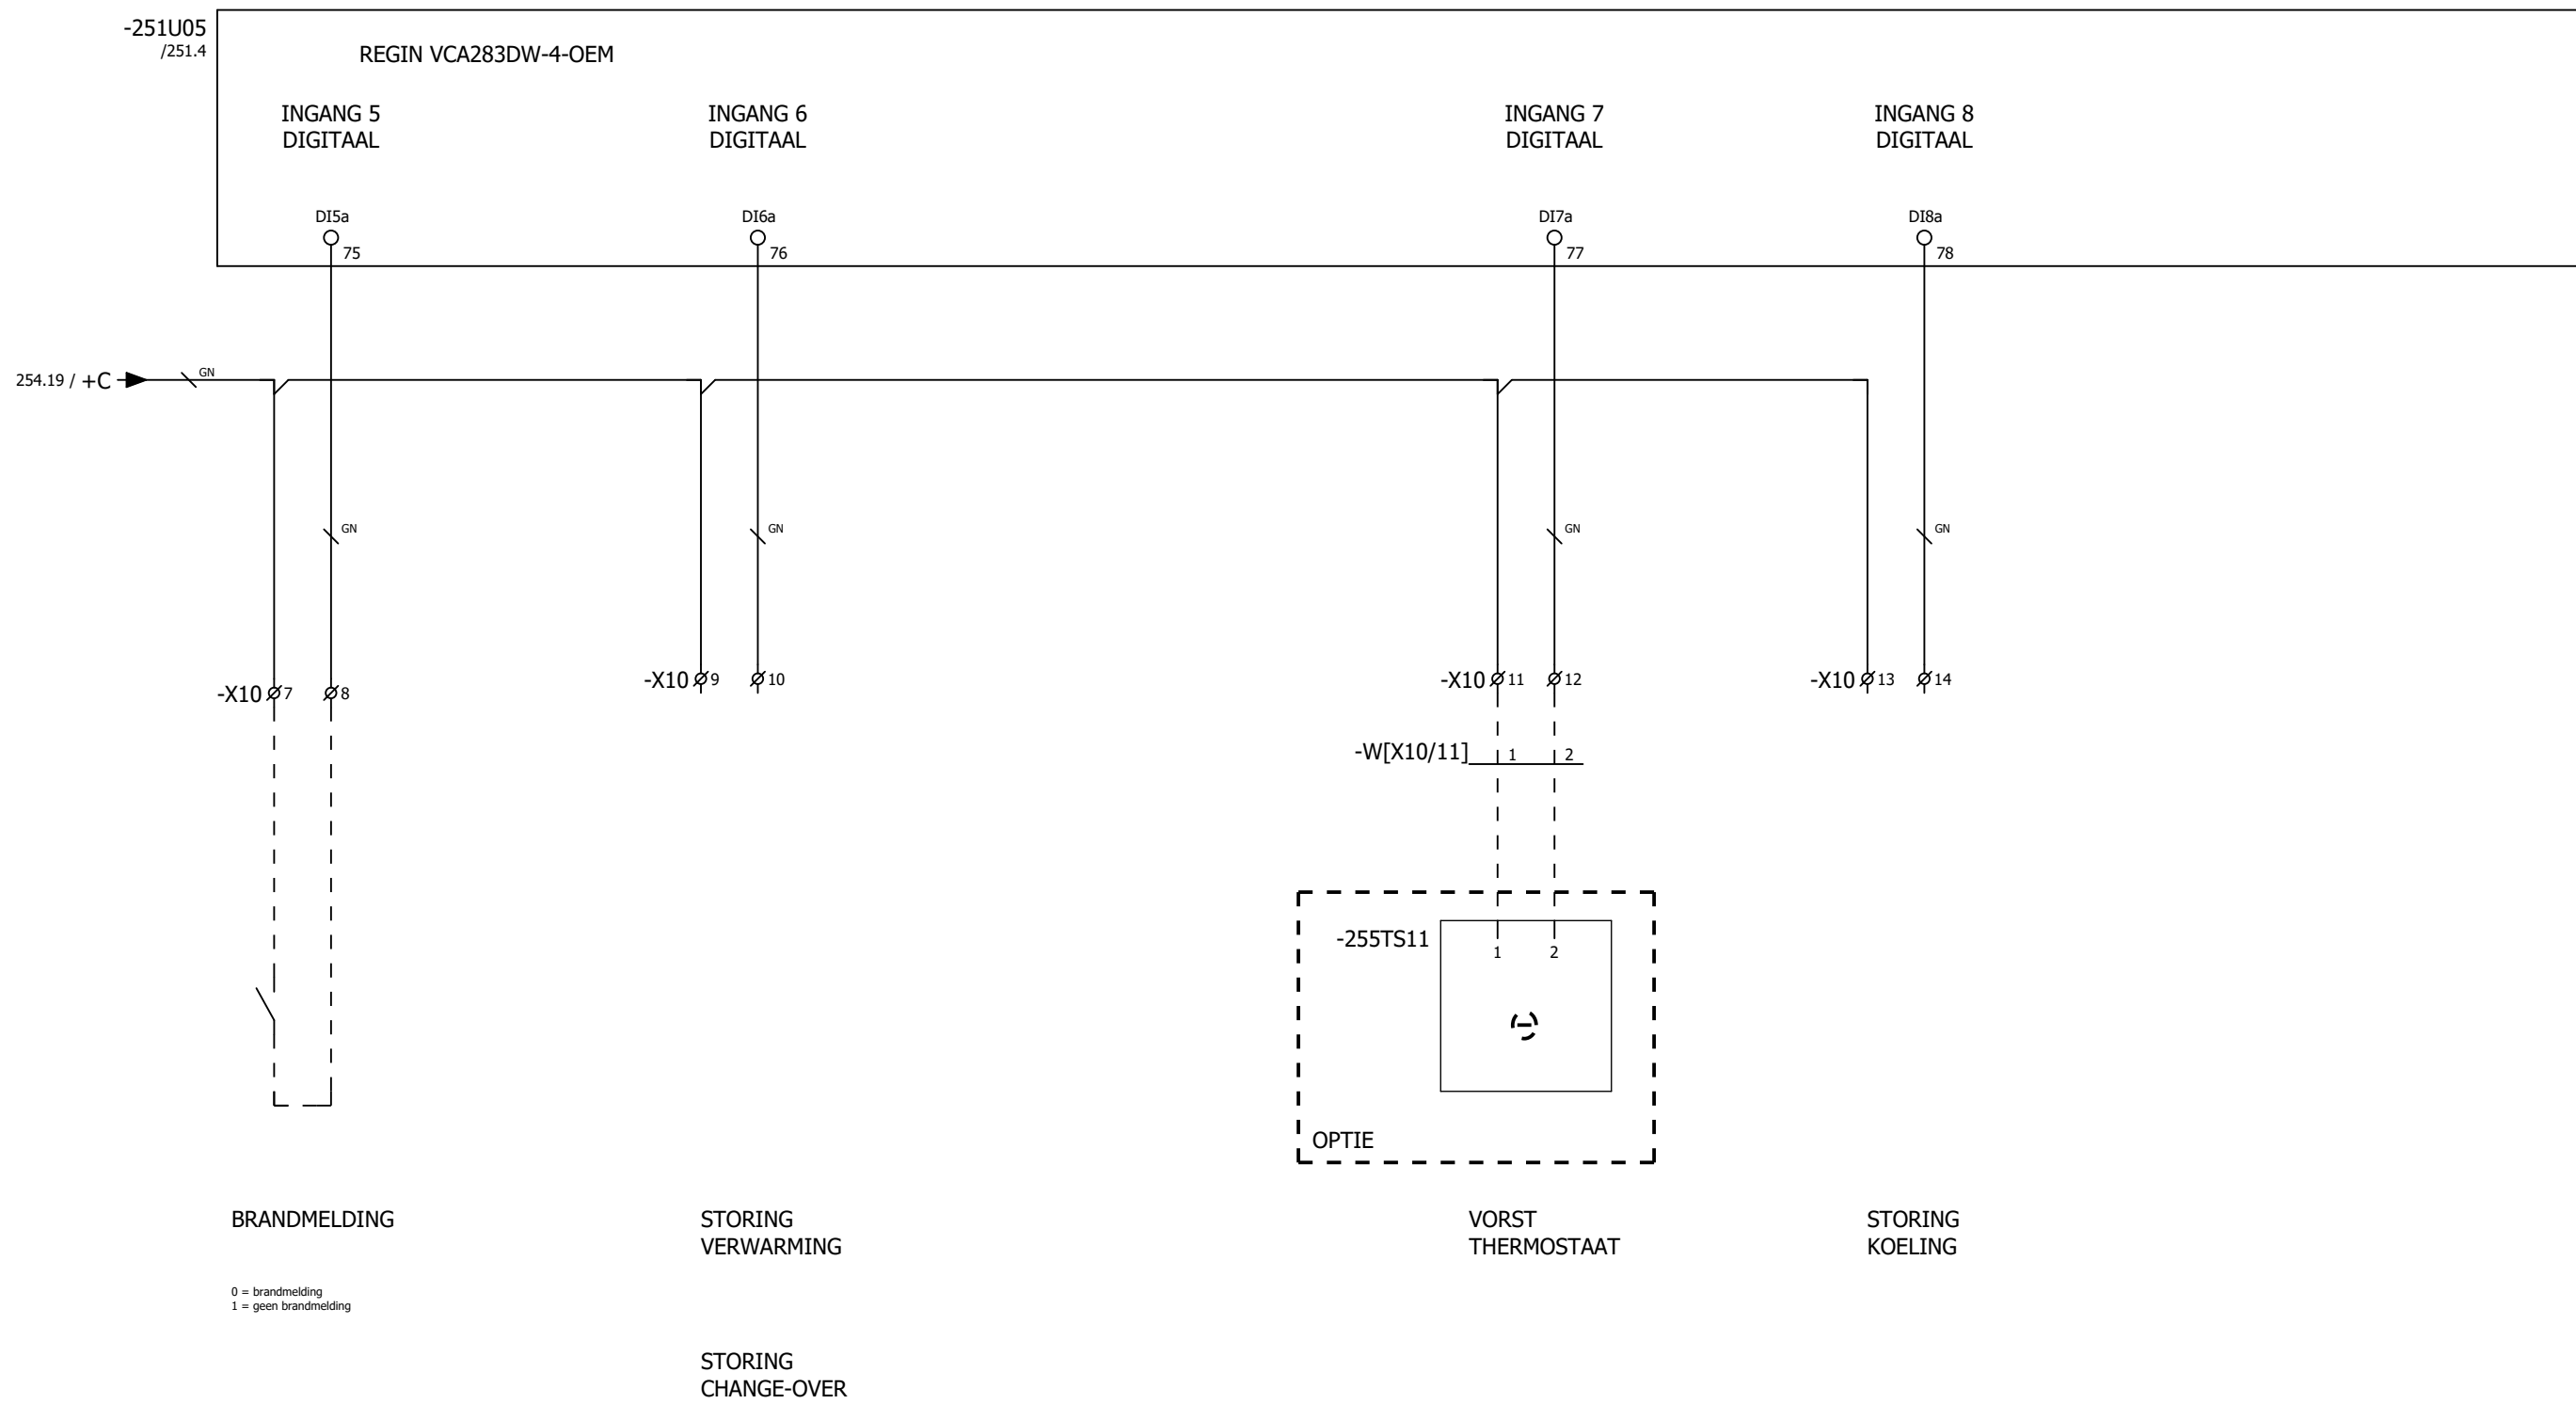 -251U05
/251.4
REGIN VCA283DW-4-OEM
INGANG 5
DIGITAAL
INGANG 6
DIGITAAL
INGANG 7
DIGITAAL
INGANG 8
DIGITAAL
DI5a
75
DI6a
76
DI7a
77
DI8a
78
254.19 / +C
GN
GN
GN
GN
GN
-X10 7 8
-X10 9 10
-X10 11 12
-X10 13 14
-W[X10/11] 1 2
-255TS11
1 2
OPTIE
BRANDMELDING
0 = brandmelding
1 = geen brandmelding
STORING
VERWARMING
STORING
CHANGE-OVER
VORST
THERMOSTAAT
STORING
KOELING